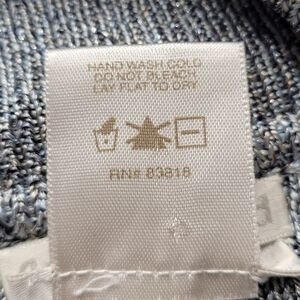 HAND WASH COLD
DO NOT BLEACH
LAY FLAT TO DRY
RN# 83818